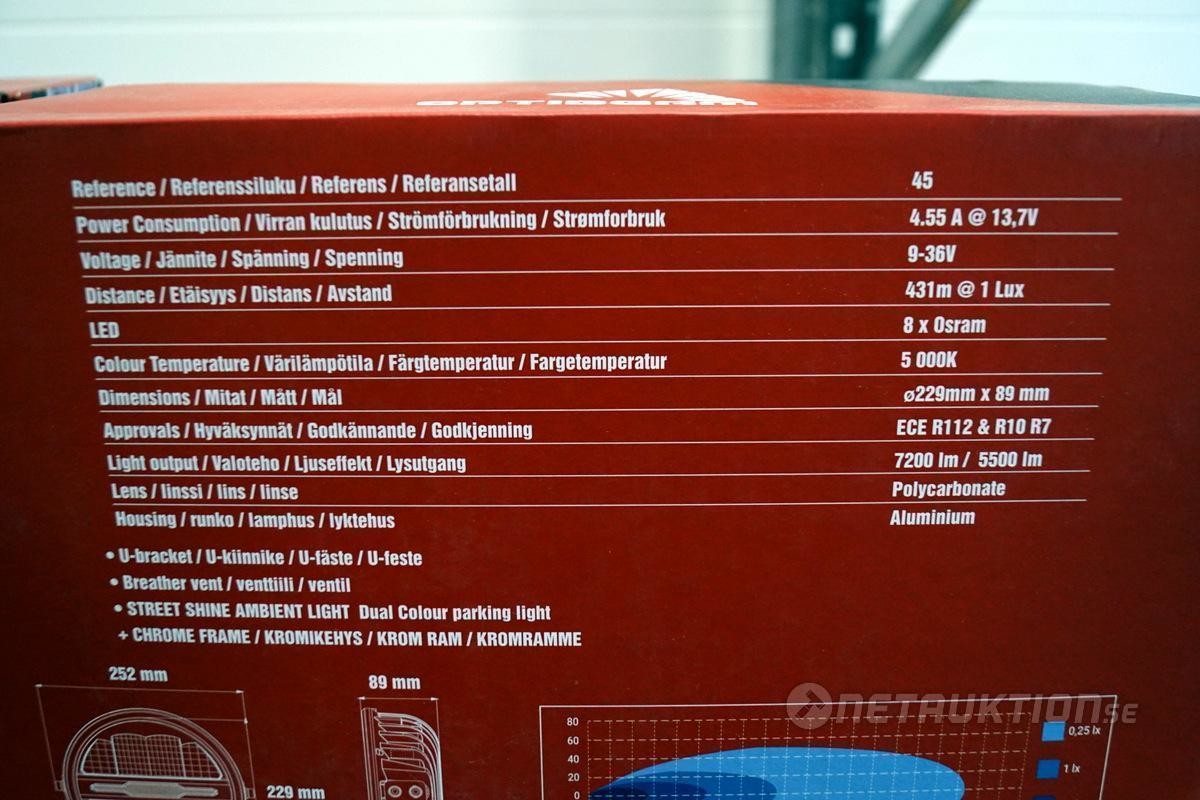 OPTIBEAM
Reference / Referenssiluku / Referens / Referansetall 45
Power Consumption / Virran kulutus / Strömförbrukning / Strømforbruk 4.55 A @ 13,7V
Voltage / Jännite / Spänning / Spenning 9-36V
Distance / Etäisyys / Distans / Avstand 431m @ 1 Lux
LED 8 x Osram
Colour Temperature / Värilämpötila / Färgtemperatur / Fargetemperatur 5 000K
Dimensions / Mitat / Mått / Mål ø229mm x 89 mm
Approvals / Hyväksynnät / Godkännande / Godkjenning ECE R112 & R10 R7
Light output / Valoteho / Ljuseffekt / Lysutgang 7200 lm / 5500 lm
Lens / linssi / lins / linse Polycarbonate
Housing / runko / lamphus / lyktehus Aluminium
• U-bracket / U-kiinnike / U-fäste / U-feste
• Breather vent / venttiili / ventil
• STREET SHINE AMBIENT LIGHT Dual Colour parking light
+ CHROME FRAME / KROMIKEHYS / KROM RAM / KROMRAMME
252 mm
89 mm
229 mm
80
60
40
20
0
0,25 lx
1 lx
NETAUKTION.SE